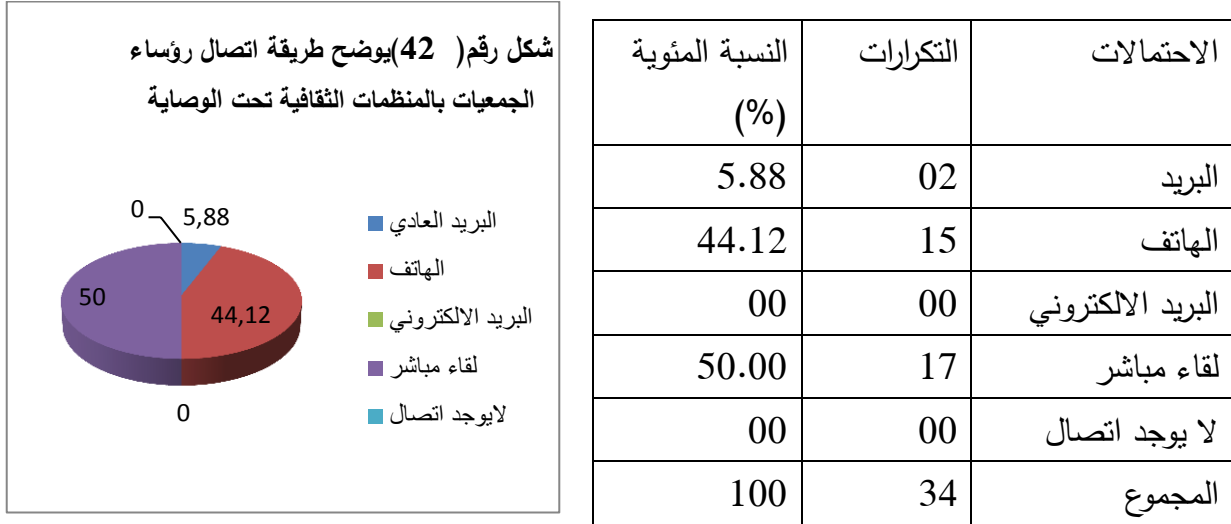 شكل رقم( 42)يوضح طريقة اتصال رؤساء
الجمعيات بالمنظمات الثقافية تحت الوصاية
0
5,88
50
44,12
0
البريد العادي
الهاتف
البريد الالكتروني
لقاء مباشر
لايوجد اتصال
الاحتمالات التكرارات النسبة المئوية
(%)
البريد 02 5.88
الهاتف 15 44.12
البريد الالكتروني 00 00
لقاء مباشر 17 50.00
لا يوجد اتصال 00 00
المجموع 34 100